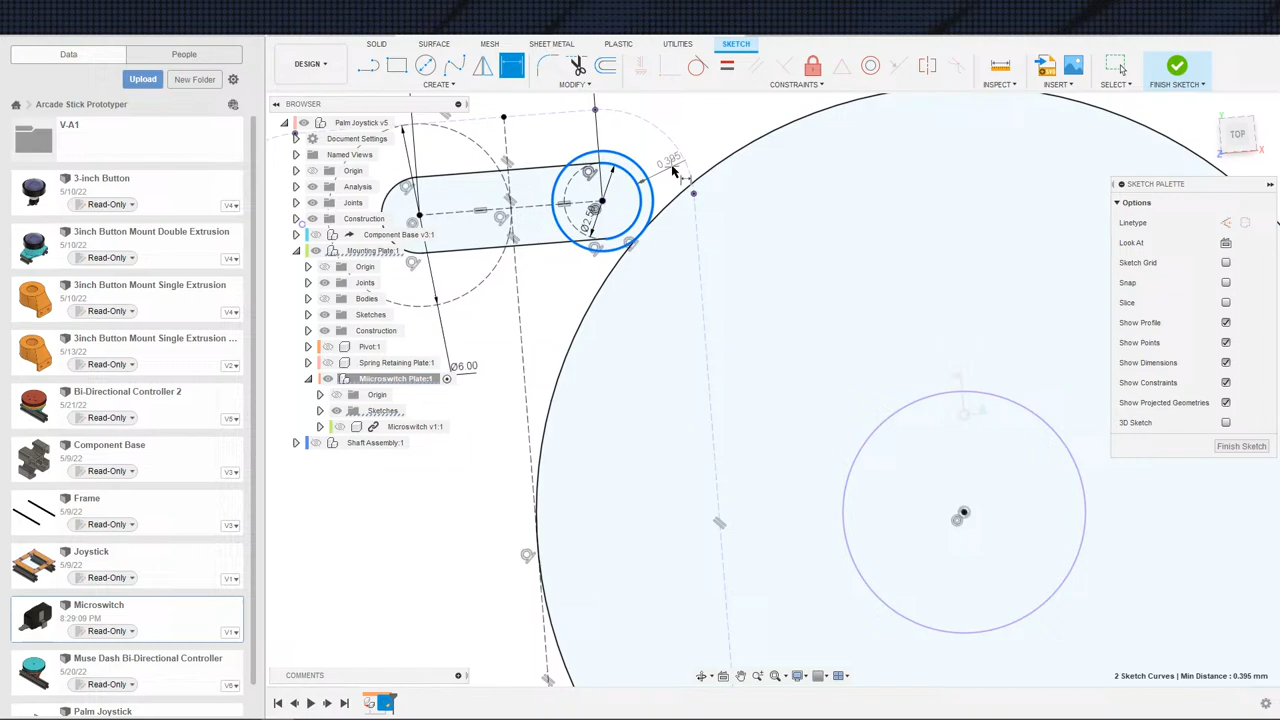 Data
People
Upload
New Folder
Arcade Stick Prototyper
V-A1
3-inch Button
5/10/22
Read-Only
V4
3inch Button Mount Double Extrusion
5/21/22
Read-Only
3inch Button Mount Single Extrusion
5/10/22
Read-Only
V4
3inch Button Mount Single Extrusion ...
5/13/22
Read-Only
V2
Bi-Directional Controller 2
5/21/22
Read-Only
Component Base
5/9/22
Read-Only
V3
Frame
5/9/22
Read-Only
V3
Joystick
5/9/22
Read-Only
V1
Microswitch
8:29:09 PM
Read-Only
V1
Muse Dash Bi-Directional Controller
5/20/22
Read-Only
Palm Joystick
SOLID
SURFACE
MESH
SHEET METAL
PLASTIC
UTILITIES
SKETCH
DESIGN
CREATE
MODIFY
CONSTRAINTS
INSPECT
INSERT
SELECT
FINISH SKETCH
BROWSER
Palm Joystick v5
Document Settings
Named Views
Origin
Analysis
Joints
Construction
Component Base v3:1
Mounting Plate:1
Origin
Joints
Bodies
Sketches
Construction
Pivot:1
Spring Retaining Plate:1
Miicroswitch Plate:1
Origin
Sketches
Microswitch v1:1
Shaft Assembly:1
0.395
Ø6.00
TOP
X
Z
SKETCH PALETTE
Options
Linetype
Look At
Sketch Grid
Snap
Slice
Show Profile
Show Points
Show Dimensions
Show Constraints
Show Projected Geometries
3D Sketch
Finish Sketch
COMMENTS
2 Sketch Curves | Min Distance : 0.395 mm